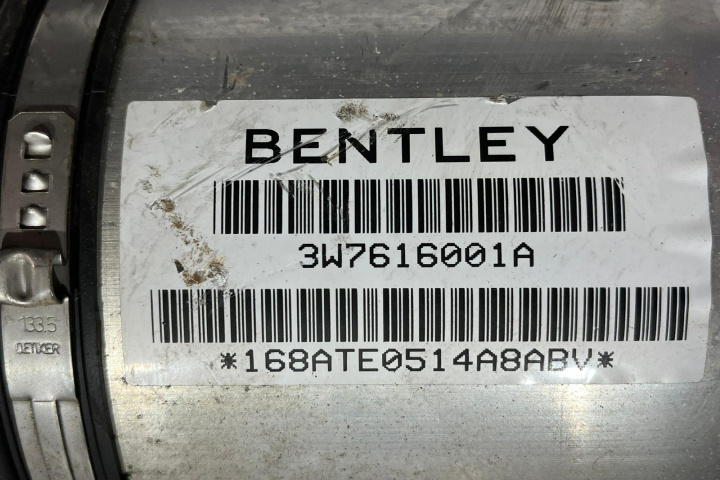 BENTLEY
3W7616001A
*168ATE0514A8ABV*
133.5
OETIKER